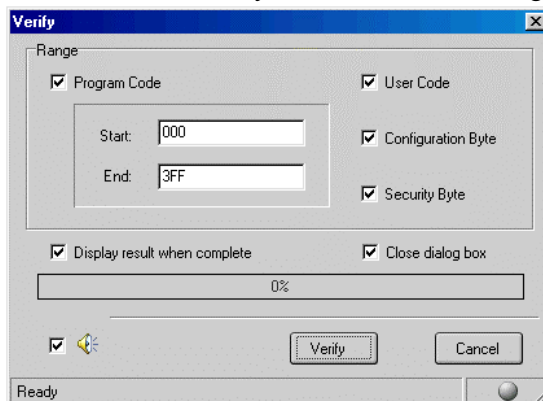 Verify
Range
Program Code
User Code
Start: 000
Configuration Byte
End: 3FF
Security Byte
Display result when complete
Close dialog box
0%
Verify
Cancel
Ready